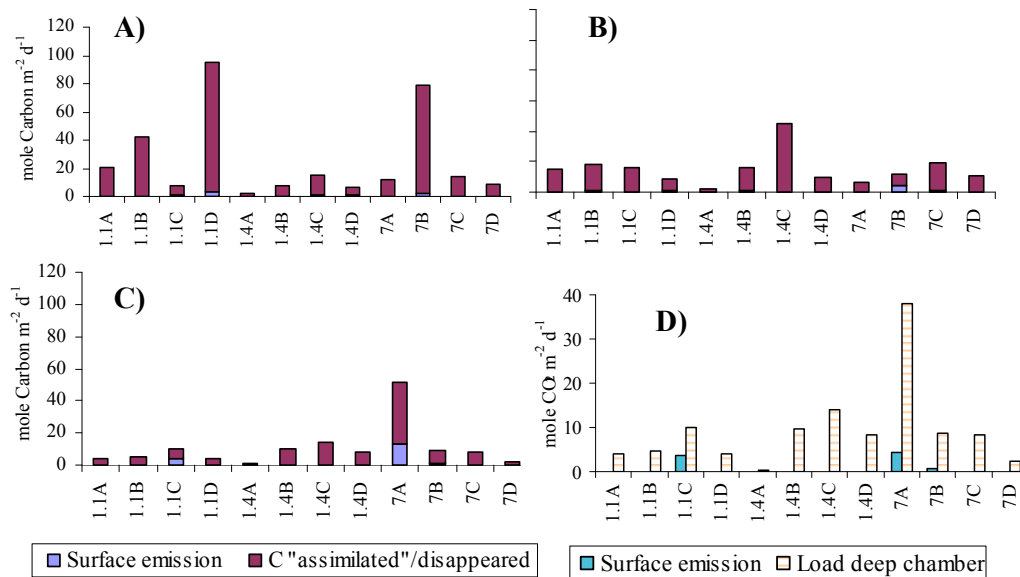 A)
mole Carbon m-2 d-1
120
100
80
60
40
20
0
1.1A 1.1B 1.1C 1.1D 1.4A 1.4B 1.4C 1.4D 7A 7B 7C 7D
B)
1.1A 1.1B 1.1C 1.1D 1.4A 1.4B 1.4C 1.4D 7A 7B 7C 7D
C)
mole Carbon m-2 d-1
120
100
80
60
40
20
0
1.1A 1.1B 1.1C 1.1D 1.4A 1.4B 1.4C 1.4D 7A 7B 7C 7D
D)
mole CO2 m-2 d-1
40
30
20
10
0
1.1A 1.1B 1.1C 1.1D 1.4A 1.4B 1.4C 1.4D 7A 7B 7C 7D
Surface emission C "assimilated"/disappeared
Surface emission Load deep chamber